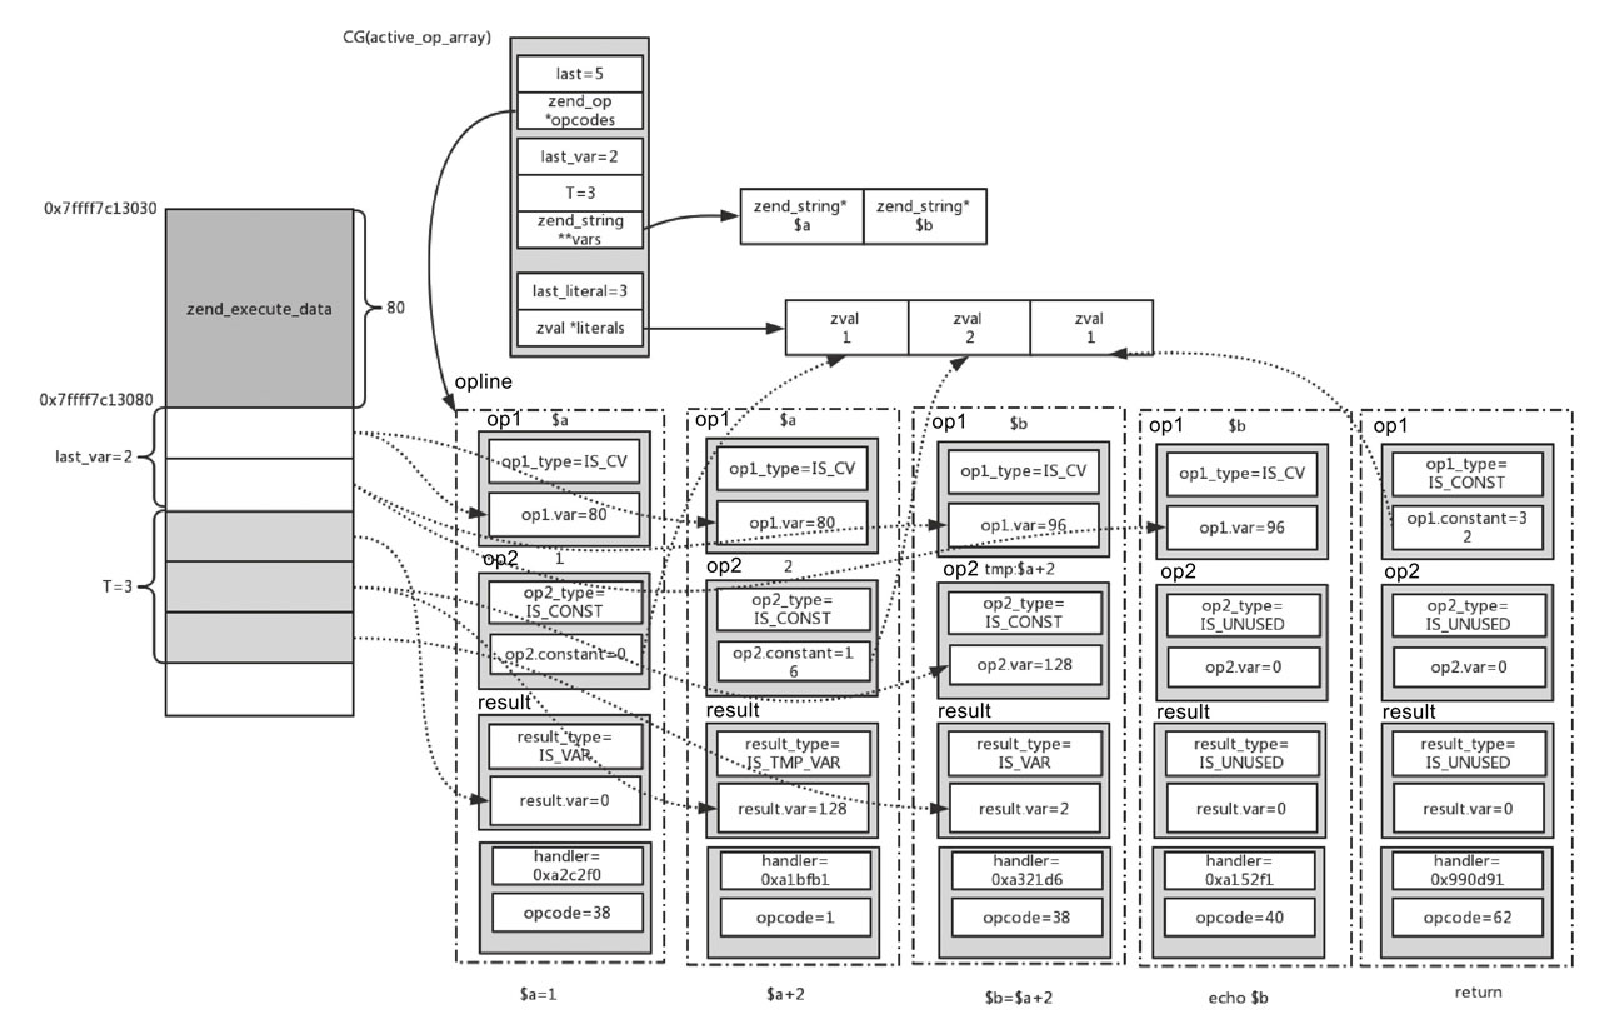 CG(active_op_array)
last=5
zend_op
*opcodes
last_var=2
T=3
zend_string
**vars
last_literal=3
zval *literals
zend_string*
$a
zend_string*
$b
zval
1
zval
2
zval
1
0x7ffff7c13030
zend_execute_data
80
0x7ffff7c13080
last_var=2
T=3
opline
op1
$a
op1_type=IS_CV
op1.var=80
op2
1
op2_type=
IS_CONST
op2.constant=0
result
result_type=
IS_VAR
result.var=0
handler=
0xa2c2f0
opcode=38
$a=1
op1
$a
op1_type=IS_CV
op1.var=80
op2
2
op2_type=
IS_CONST
op2.constant=1
6
result
result_type=
IS_TMP_VAR
result.var=128
handler=
0xa1bfb1
opcode=1
$a+2
op1
$b
op1_type=IS_CV
op1.var=96
op2 tmp:$a+2
op2_type=
IS_CONST
op2.var=128
result
result_type=
IS_VAR
result.var=2
handler=
0xa321d6
opcode=38
$b=$a+2
op1
$b
op1_type=IS_CV
op1.var=96
op2
op2_type=
IS_UNUSED
op2.var=0
result
result_type=
IS_UNUSED
result.var=0
handler=
0xa152f1
opcode=40
echo $b
op1
op1_type=
IS_CONST
op1.constant=3
2
op2
op2_type=
IS_UNUSED
op2.var=0
result
result_type=
IS_UNUSED
result.var=0
handler=
0x990d91
opcode=62
return